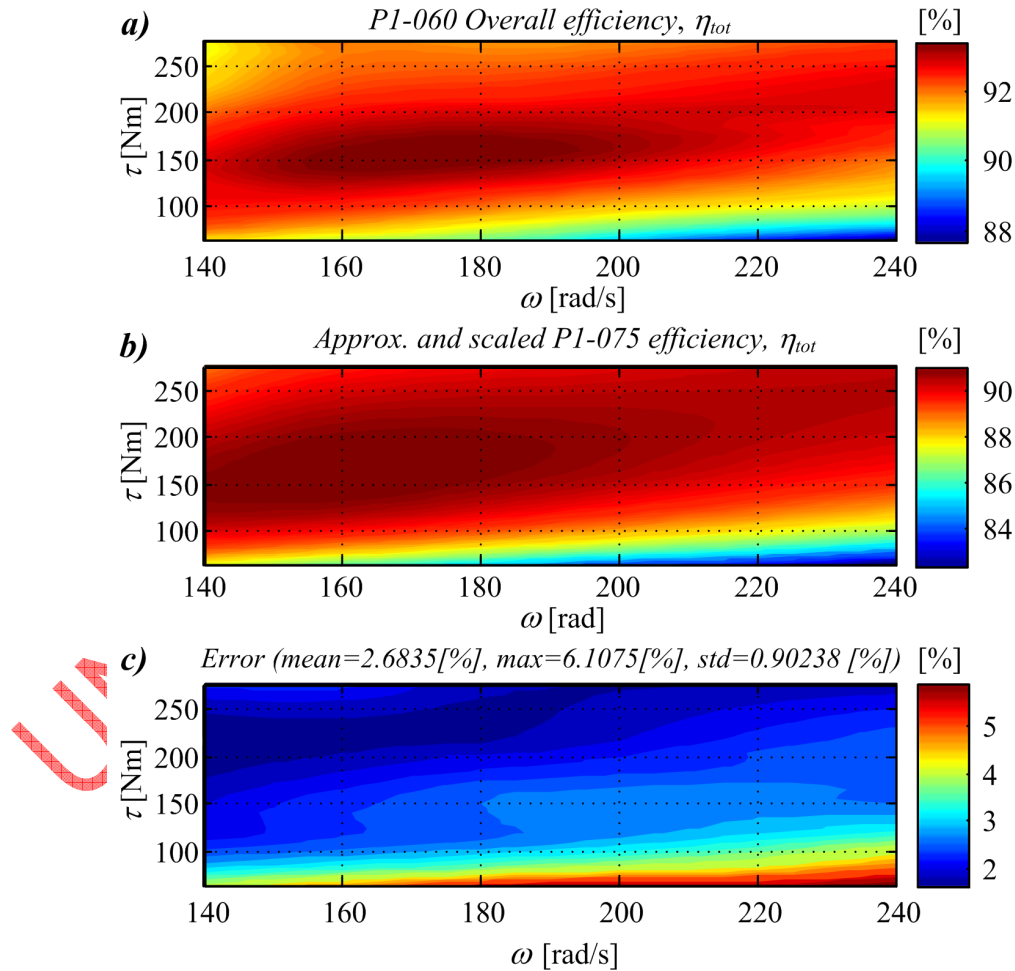 a) P1-060 Overall efficiency, ηtot [%]
250
200
150
100
τ [Nm]
92
90
88
140 160 180 200 220 240
ω [rad/s]
b) Approx. and scaled P1-075 efficiency, ηtot [%]
250
200
150
100
τ [Nm]
90
88
86
84
140 160 180 200 220 240
ω [rad]
c) Error (mean=2.6835[%], max=6.1075[%], std=0.90238 [%]) [%]
250
200
150
100
τ [Nm]
5
4
3
2
140 160 180 200 220 240
ω [rad/s]